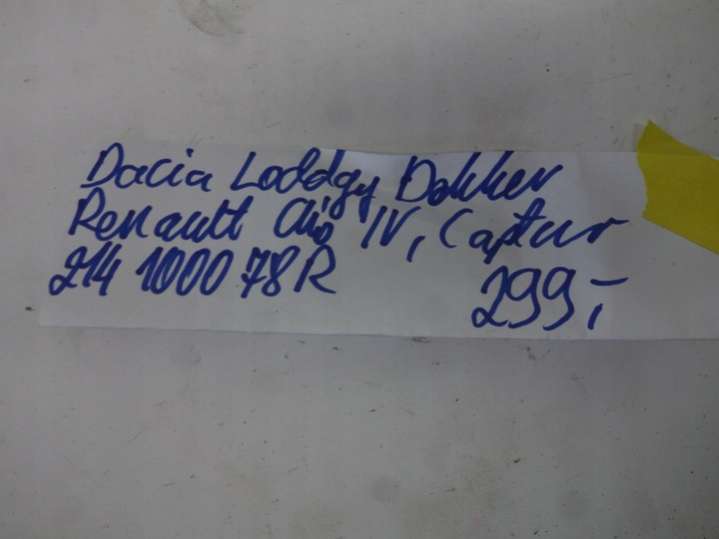 Dacia Loddgy Dokker
Renault Clio IV, Captur
214 1000 78R 299,-